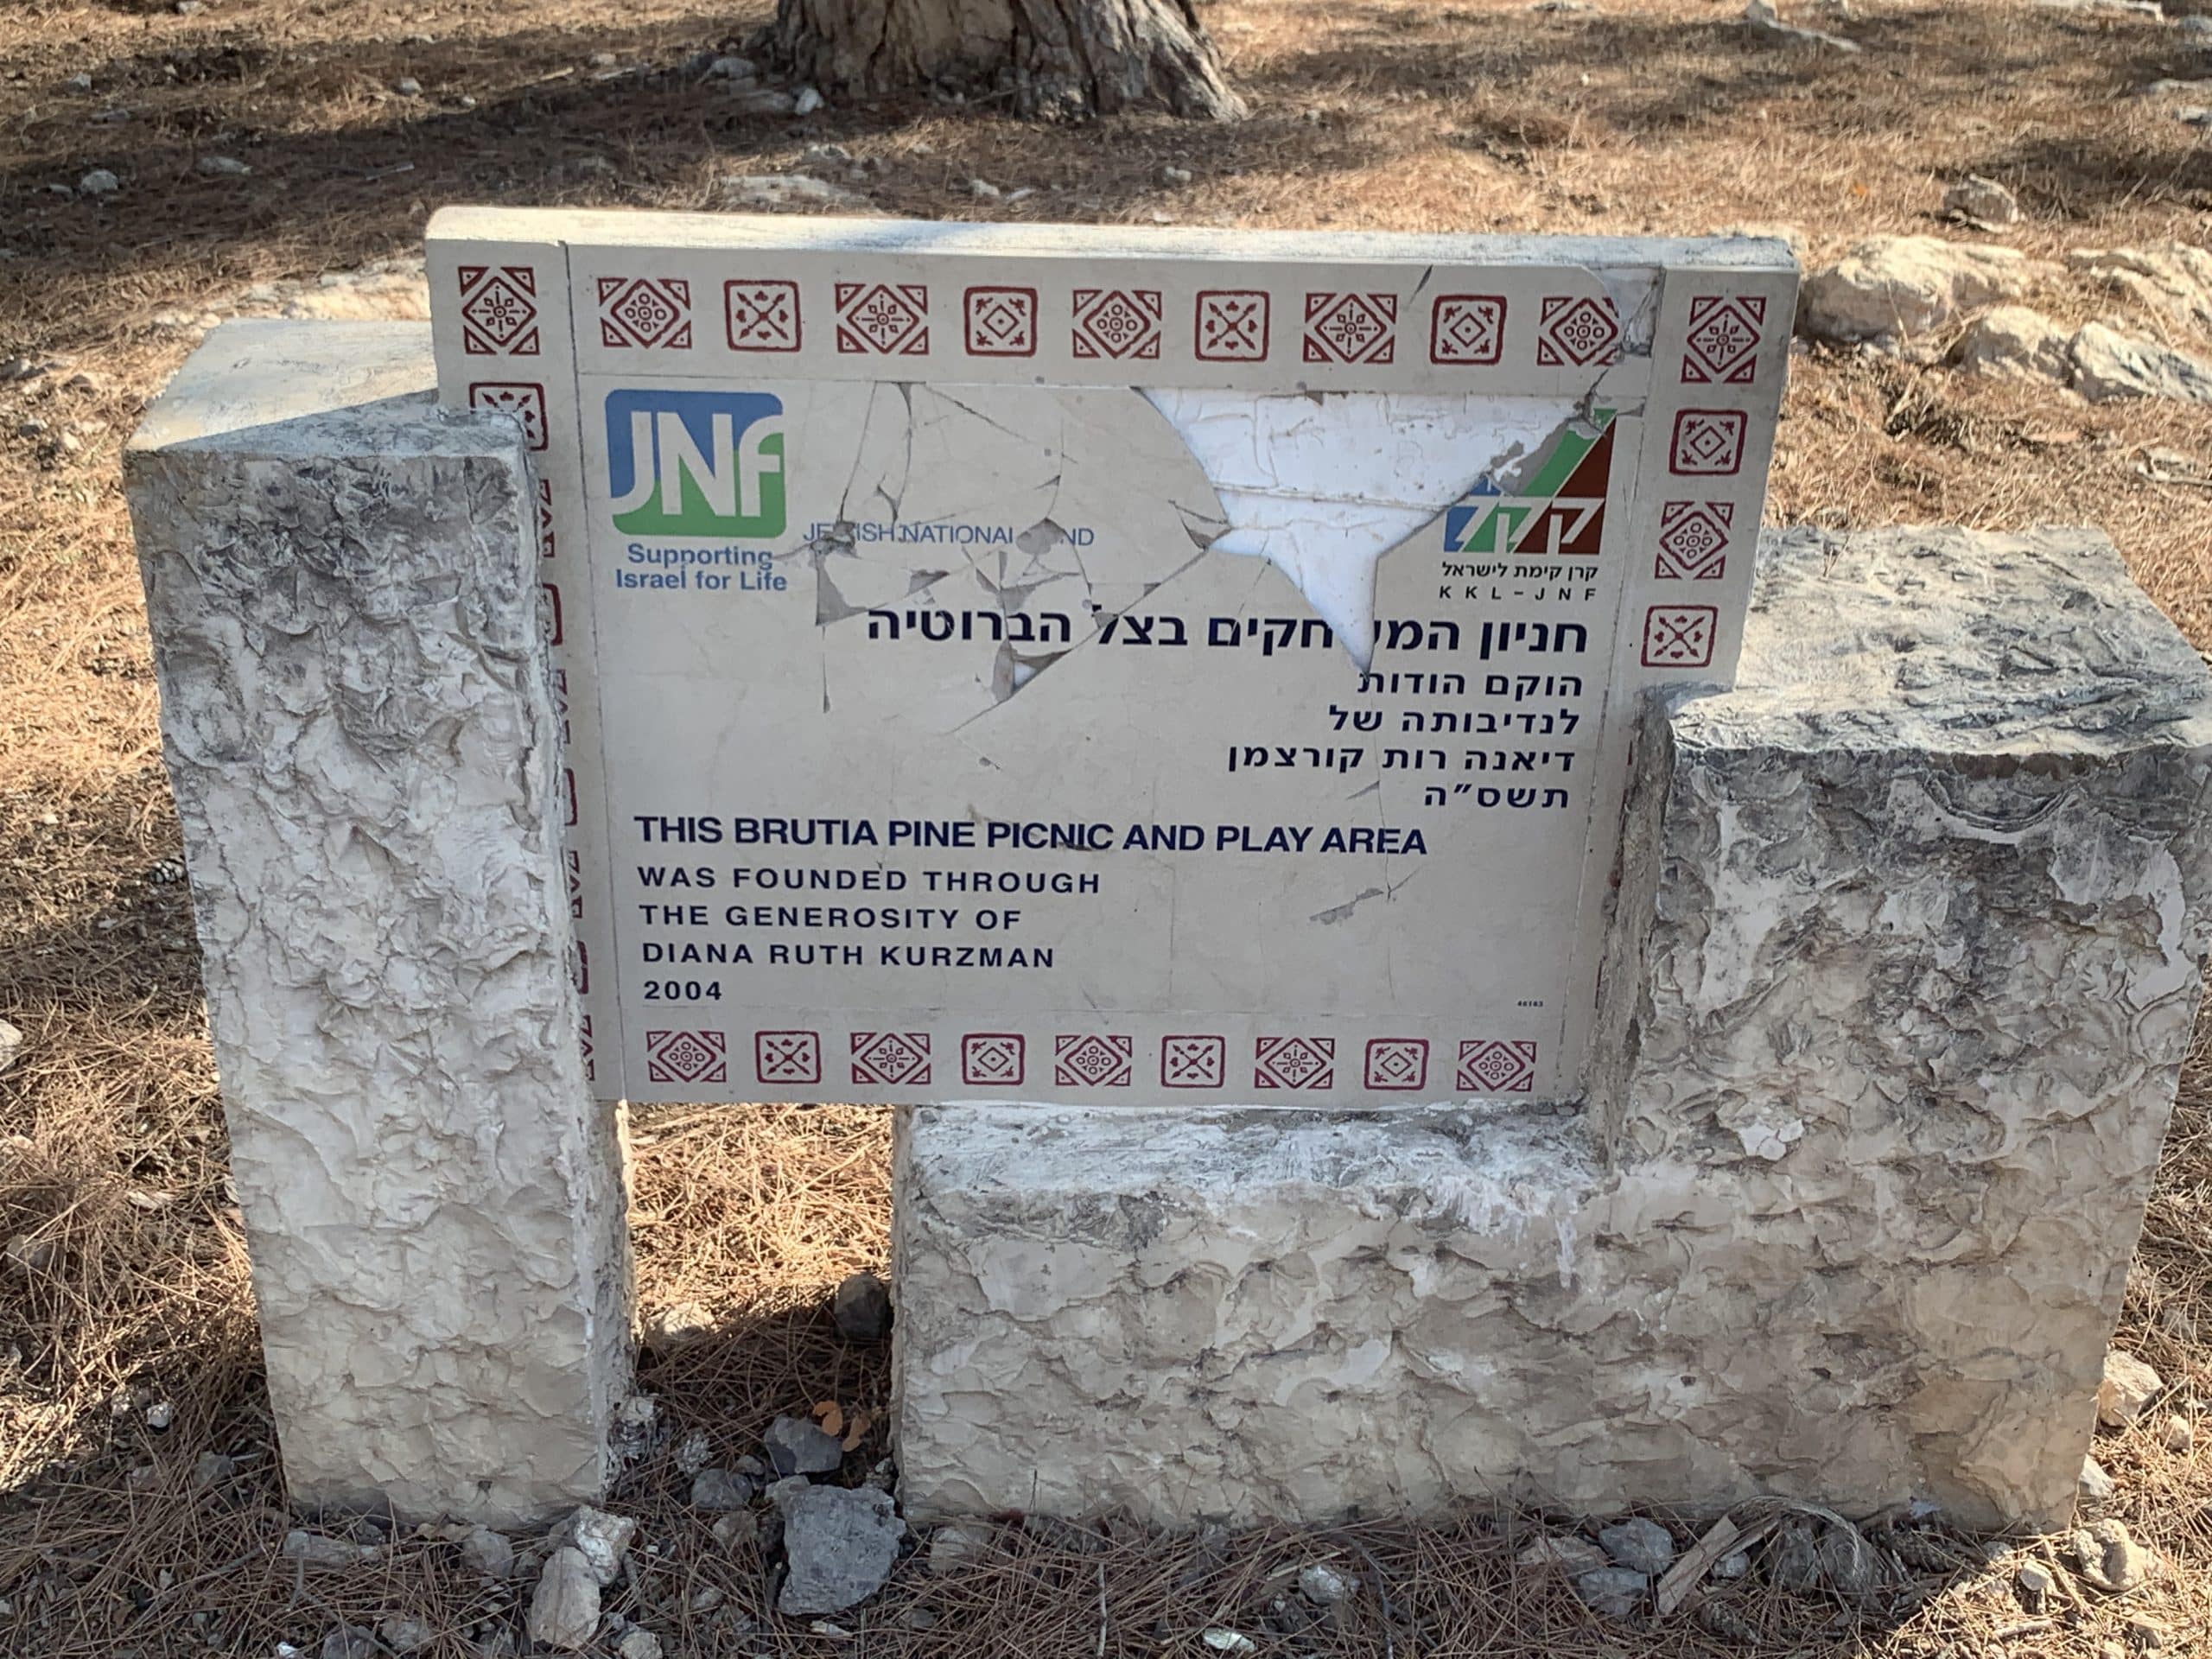 JNf
Supporting
Israel for Life
NATIONAL
קקל
קרן קימת לישראל
KKL-JNF
חניון בצל הברוטיה
הוקם הודות
לנדיבותה של
דיאנה רות קורצמן
תשס"ה
THIS BRUTIA PINE PICNIC AND PLAY AREA
WAS FOUNDED THROUGH
THE GENEROSITY OF
DIANA RUTH KURZMAN
2004